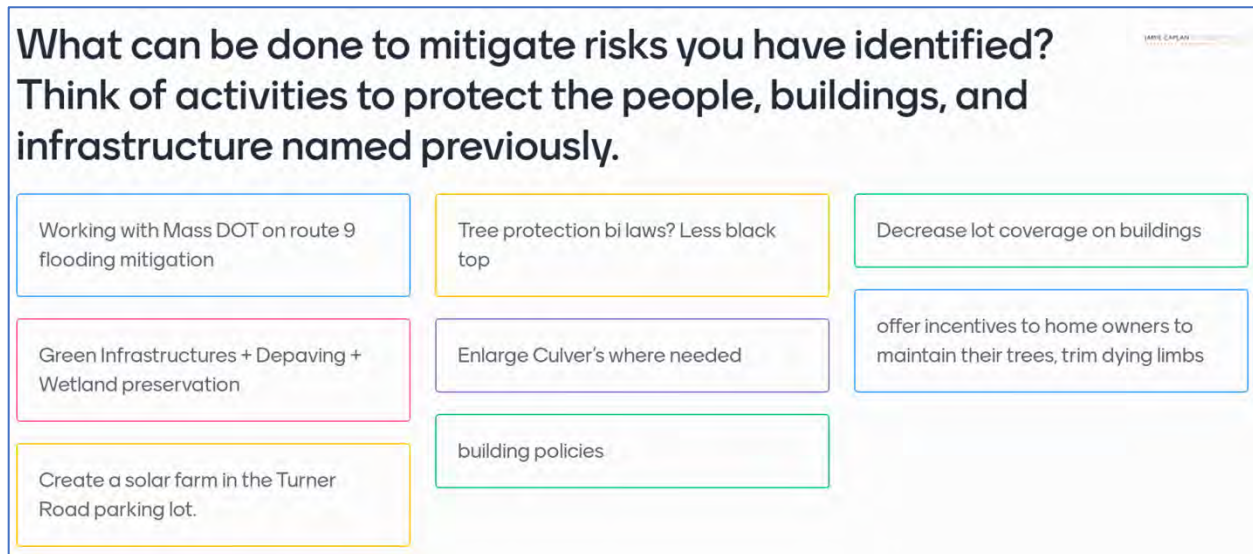 What can be done to mitigate risks you have identified?
Think of activities to protect the people, buildings, and
infrastructure named previously.
JAMIE CAPLAN
Working with Mass DOT on route 9
flooding mitigation
Green Infrastructures + Depaving +
Wetland preservation
Create a solar farm in the Turner
Road parking lot.
Tree protection bi laws? Less black
top
Enlarge Culver's where needed
building policies
Decrease lot coverage on buildings
offer incentives to home owners to
maintain their trees, trim dying limbs